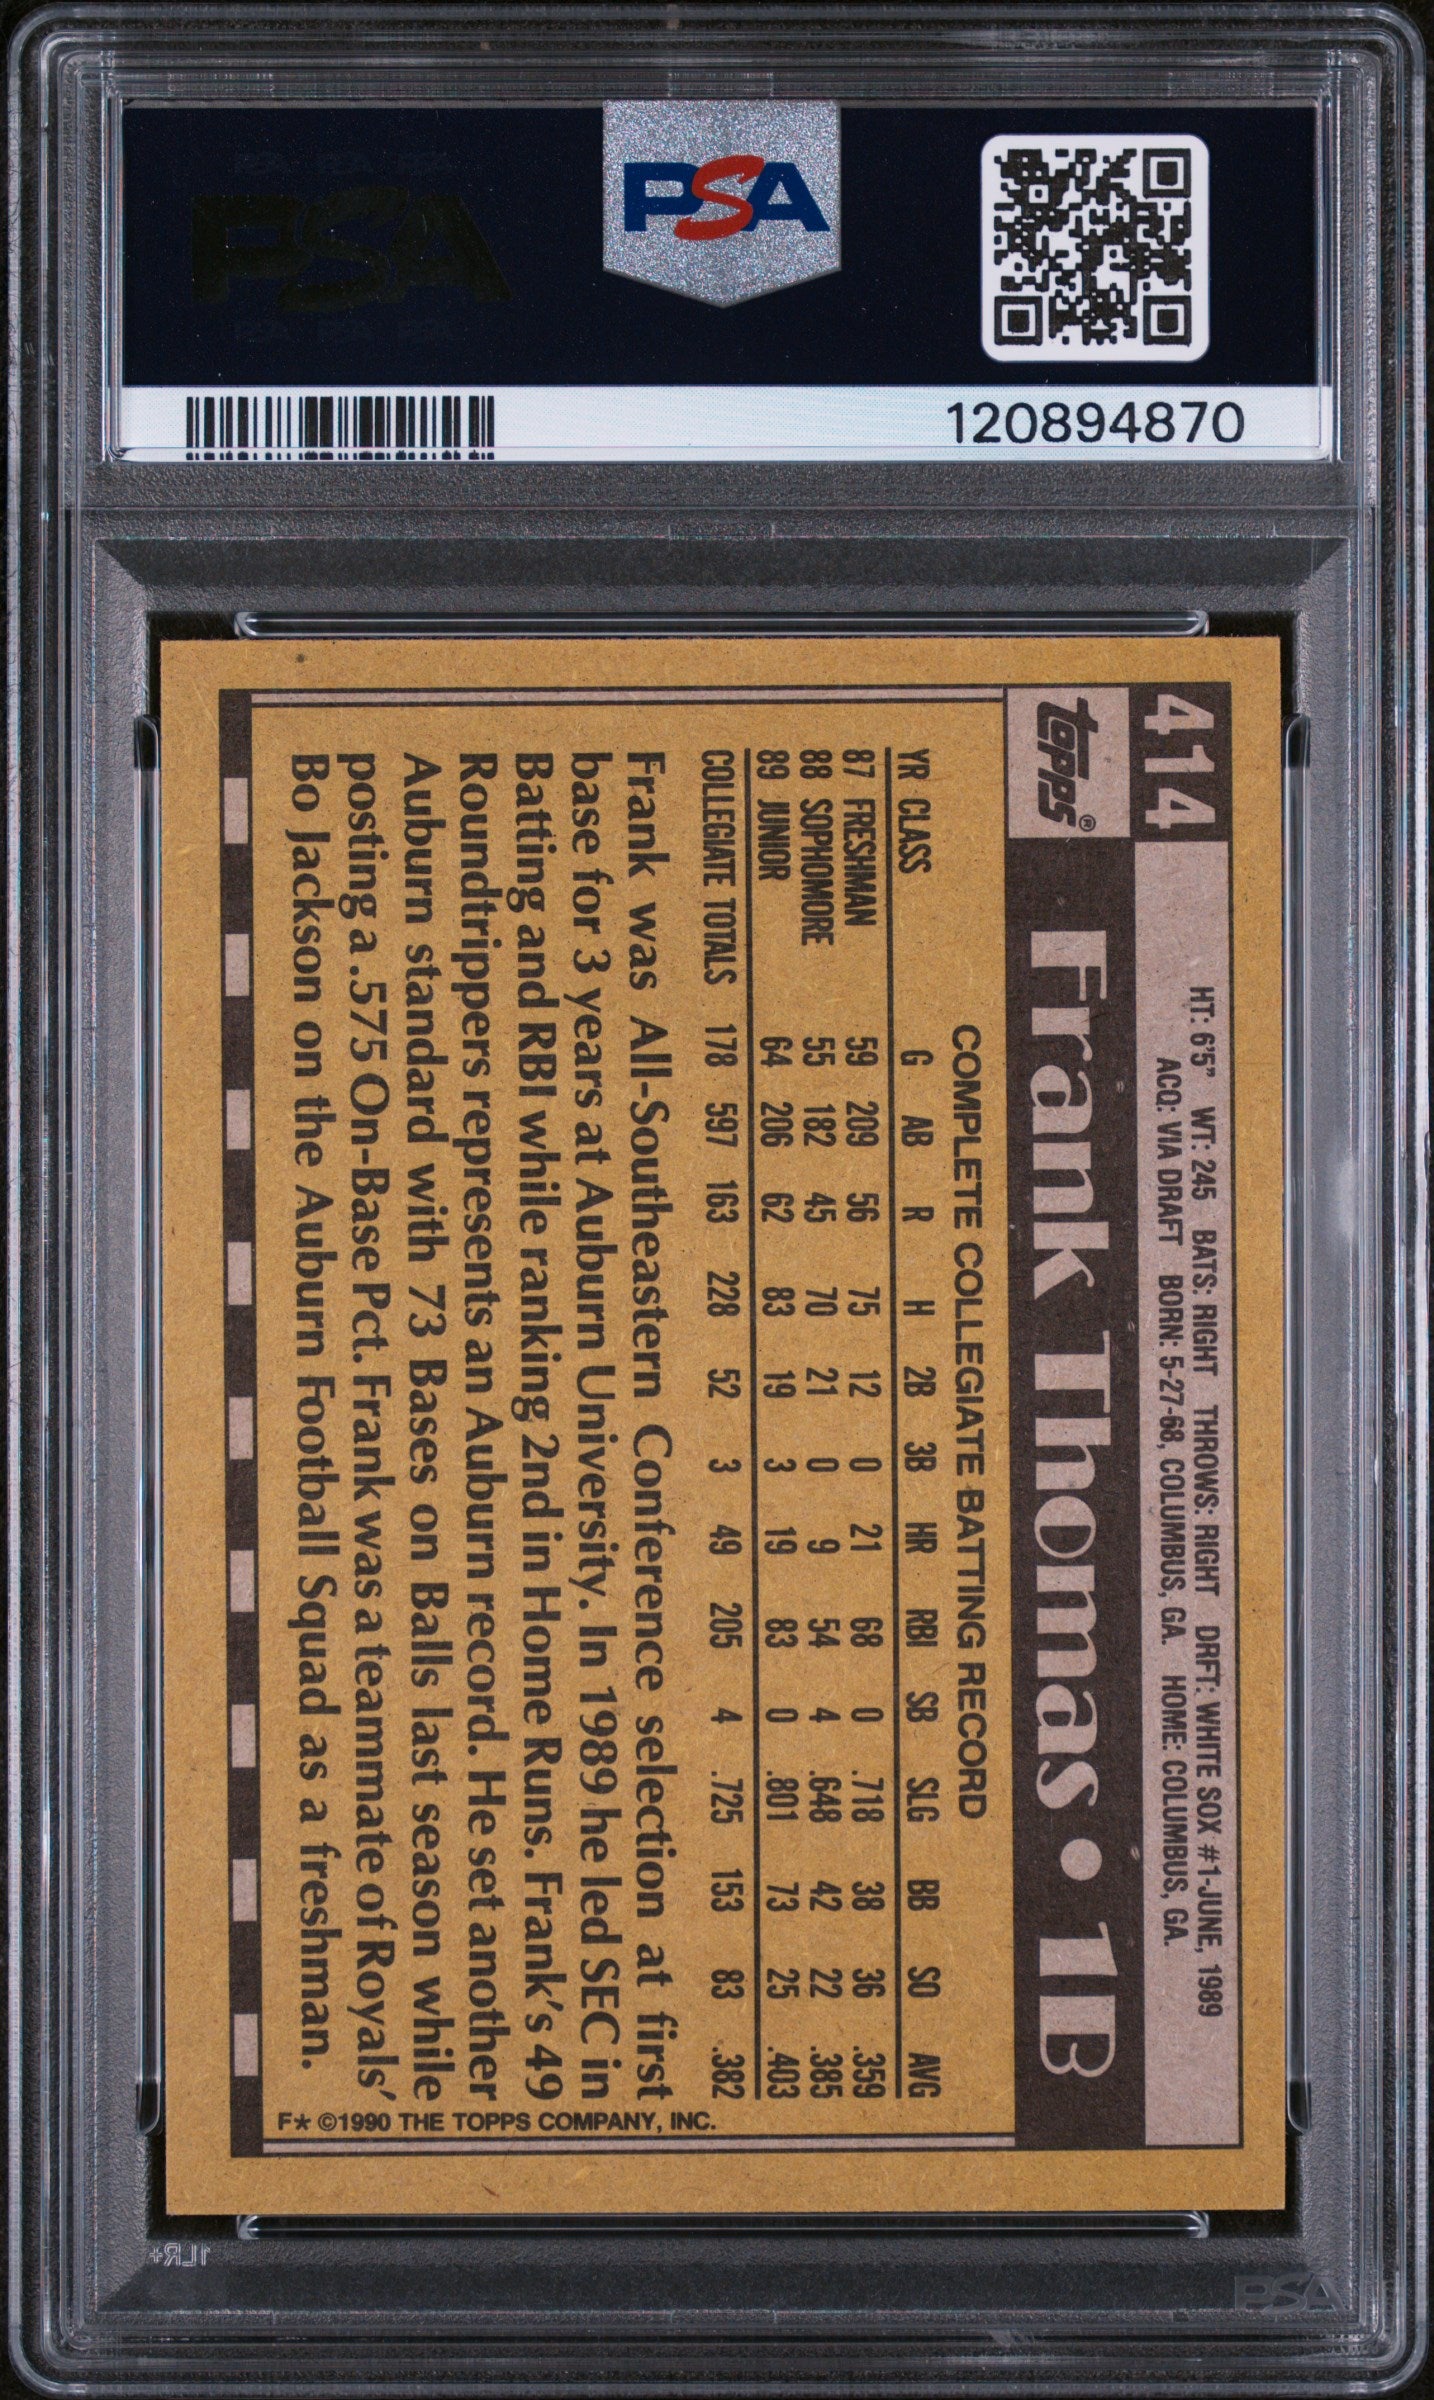 PSA
PSA
120894870
414
topps®
HT: 6'5" WT: 245 BATS: RIGHT THROWS: RIGHT DRFT: WHITE SOX #1-JUNE, 1989
ACQ: VIA DRAFT BORN: 5-27-68, COLUMBUS, GA. HOME: COLUMBUS, GA.
Frank Thomas • 1B
COMPLETE COLLEGIATE BATTING RECORD
YR CLASS G AB R H 2B 3B HR RBI SB SLG BB SO AVG
87 FRESHMAN 59 209 56 75 12 0 21 68 0 .718 38 36 .359
88 SOPHOMORE 55 182 45 70 21 0 9 54 4 .648 42 22 .385
89 JUNIOR 64 206 62 83 19 3 19 83 0 .801 73 25 .403
COLLEGIATE TOTALS 178 597 163 228 52 3 49 205 4 .725 153 83 .382
Frank was All-Southeastern Conference selection at first
base for 3 years at Auburn University. In 1989 he led SEC in
Batting and RBI while ranking 2nd in Home Runs. Frank's 49
Roundtrippers represents an Auburn record. He set another
Auburn standard with 73 Bases on Balls last season while
posting a .575 On-Base Pct. Frank was a teammate of Royals'
Bo Jackson on the Auburn Football Squad as a freshman.
F★ ©1990 THE TOPPS COMPANY, INC.
1LR+
PSA